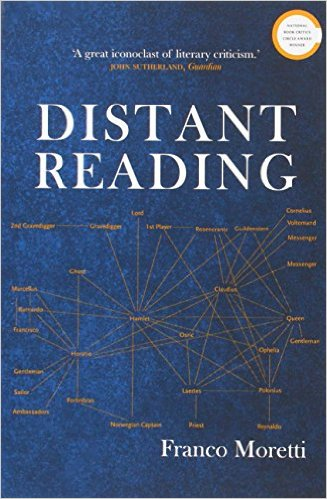 NATIONAL
BOOK CRITICS
CIRCLE AWARD
WINNER
'A great iconoclast of literary criticism.'
JOHN SUTHERLAND, Guardian
DISTANT
READING
Lord
Cornelius
2nd Gravedigger
Gravedigger
1st Player
Rosencrantz
Guildenstern
Voltemand
Messenger
Ghost
Messenger
Marcellus
Claudius
Barnardo
Hamlet
Queen
Francisco
Osric
Gentleman
Horatio
Ophelia
Gentleman
Laertes
Polonius
Sailor
Fortinbras
Ambassadors
Norwegian Captain
Priest
Reynaldo
Franco Moretti